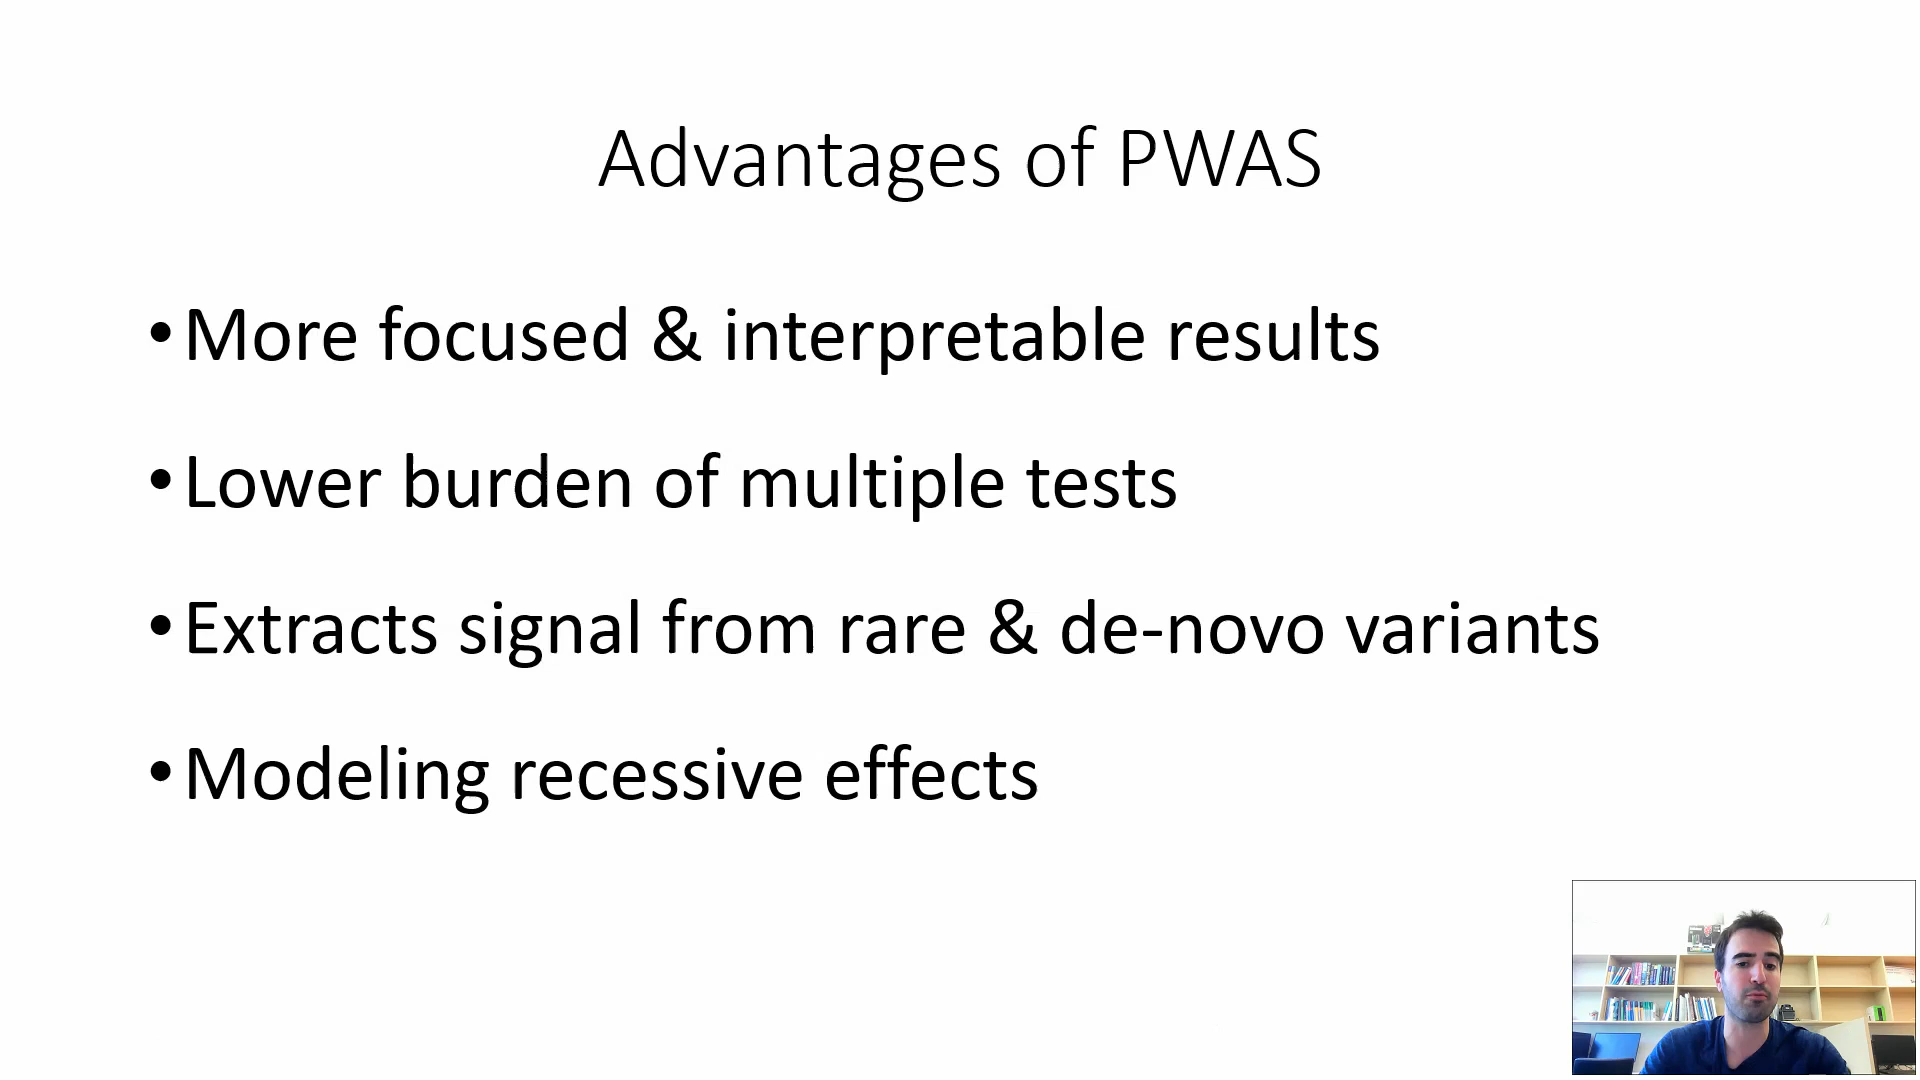 Advantages of PWAS
•More focused & interpretable results
•Lower burden of multiple tests
•Extracts signal from rare & de-novo variants
•Modeling recessive effects